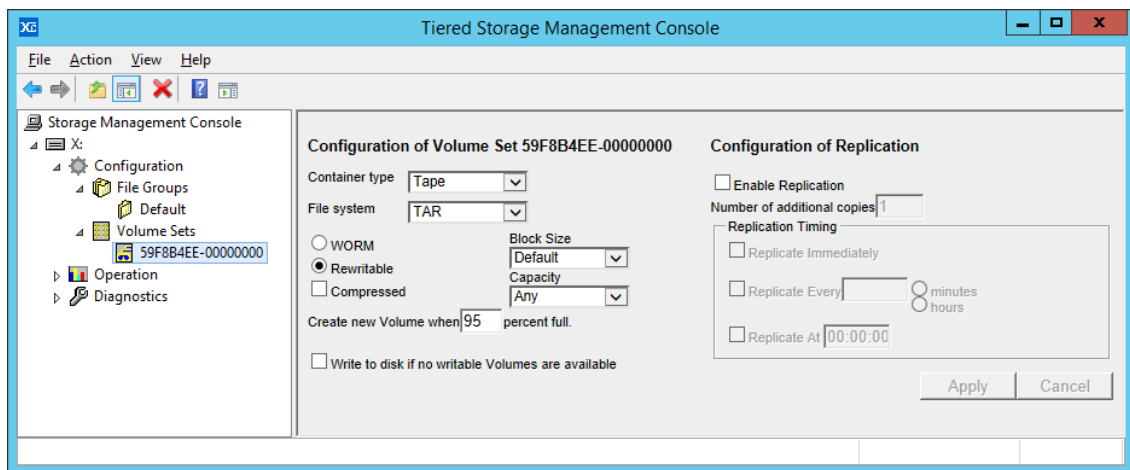 Tiered Storage Management Console
File Action View Help
Storage Management Console
X:
Configuration
File Groups
Default
Volume Sets
59F8B4EE-00000000
Operation
Diagnostics
Configuration of Volume Set 59F8B4EE-00000000
Container type Tape
File system TAR
WORM
Rewritable
Compressed
Block Size
Default
Capacity
Any
Create new Volume when 95 percent full.
Write to disk if no writable Volumes are available
Configuration of Replication
Enable Replication
Number of additional copies 1
Replication Timing
Replicate Immediately
Replicate Every minutes
hours
Replicate At 00:00:00
Apply Cancel